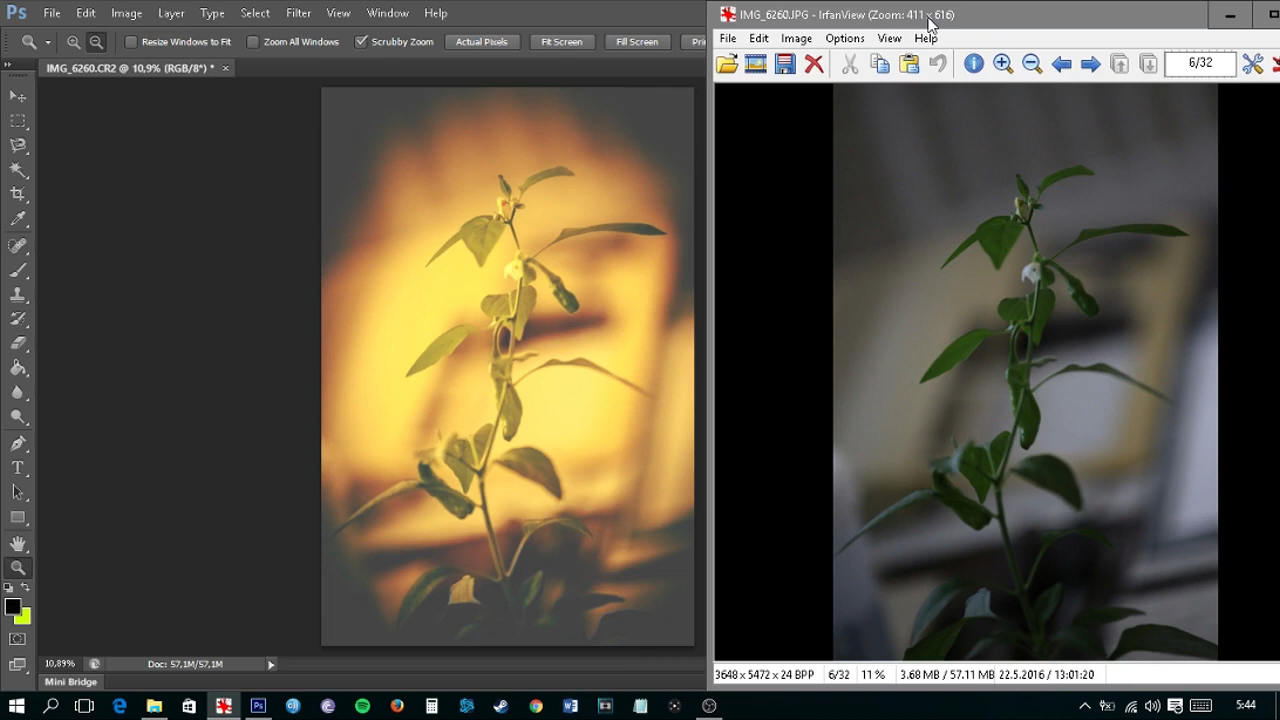 Ps File Edit Image Layer Type Select Filter View Window Help
Resize Windows to Fi Zoom All Windows Scrubby Zoom Actual Pixels Fit Screen Fill Screen Pri
IMG_6260.CR2 @ 10,9% (RGB/8*) * ×
T
10,89% Doc: 57,1M/57,1M
Mini Bridge
IMG_6260.JPG - IrfanView (Zoom: 411 x 616)
File Edit Image Options View Help
6/32
3648 x 5472 x 24 BPP 6/32 11 % 3.68 MB / 57.11 MB 22.5.2016 / 13:01:20
Ps
5:44